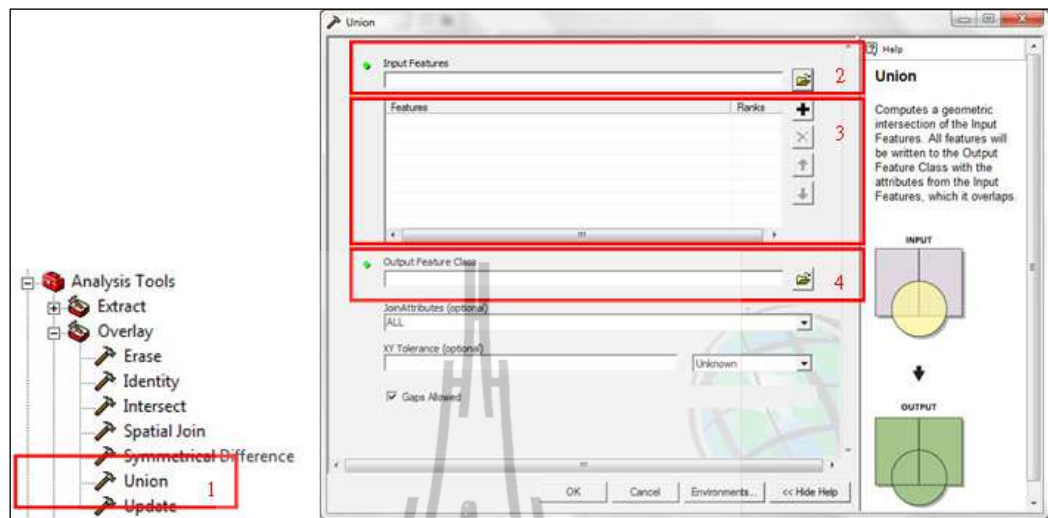 Analysis Tools
Extract
Overlay
Erase
Identity
Intersect
Spatial Join
Symmetrical Difference
Union
1
Update
Union
Input Features
2
Features
Ranks
3
Output Feature Class
4
JoinAttributes (optional)
ALL
XY Tolerance (optional)
Unknown
Gaps Allowed
OK
Cancel
Environments...
<< Hide Help
Help
Union
Computes a geometric
intersection of the Input
Features. All features will
be written to the Output
Feature Class with the
attributes from the Input
Features, which it overlaps.
INPUT
OUTPUT